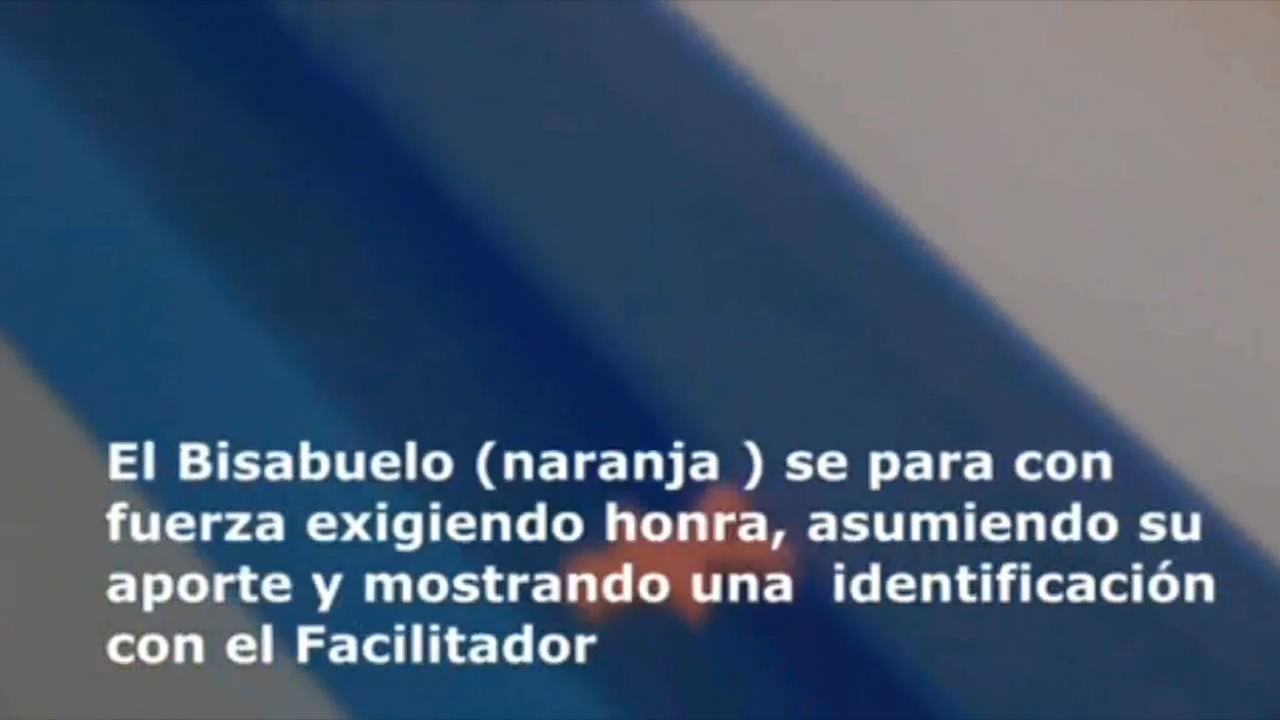 El Bisabuelo (naranja ) se para con
fuerza exigiendo honra, asumiendo su
aporte y mostrando una  identificación
con el Facilitador